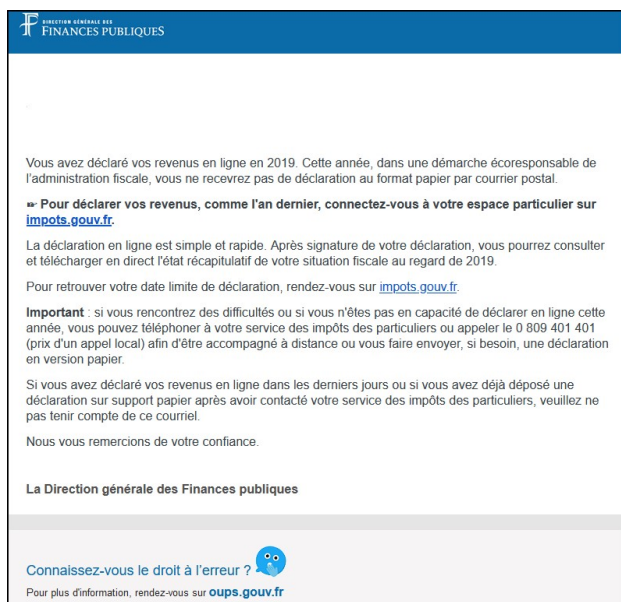 DIRECTION GÉNÉRALE DES
FINANCES PUBLIQUES
Vous avez déclaré vos revenus en ligne en 2019. Cette année, dans une démarche écoresponsable de
l'administration fiscale, vous ne recevrez pas de déclaration au format papier par courrier postal.
☞ Pour déclarer vos revenus, comme l'an dernier, connectez-vous à votre espace particulier sur
impots.gouv.fr.
La déclaration en ligne est simple et rapide. Après signature de votre déclaration, vous pourrez consulter
et télécharger en direct l'état récapitulatif de votre situation fiscale au regard de 2019.
Pour retrouver votre date limite de déclaration, rendez-vous sur impots.gouv.fr.
Important : si vous rencontrez des difficultés ou si vous n'êtes pas en capacité de déclarer en ligne cette
année, vous pouvez téléphoner à votre service des impôts des particuliers ou appeler le 0 809 401 401
(prix d'un appel local) afin d'être accompagné à distance ou vous faire envoyer, si besoin, une déclaration
en version papier.
Si vous avez déclaré vos revenus en ligne dans les derniers jours ou si vous avez déjà déposé une
déclaration sur support papier après avoir contacté votre service des impôts des particuliers, veuillez ne
pas tenir compte de ce courriel.
Nous vous remercions de votre confiance.
La Direction générale des Finances publiques
Connaissez-vous le droit à l'erreur ?
Pour plus d'information, rendez-vous sur oups.gouv.fr